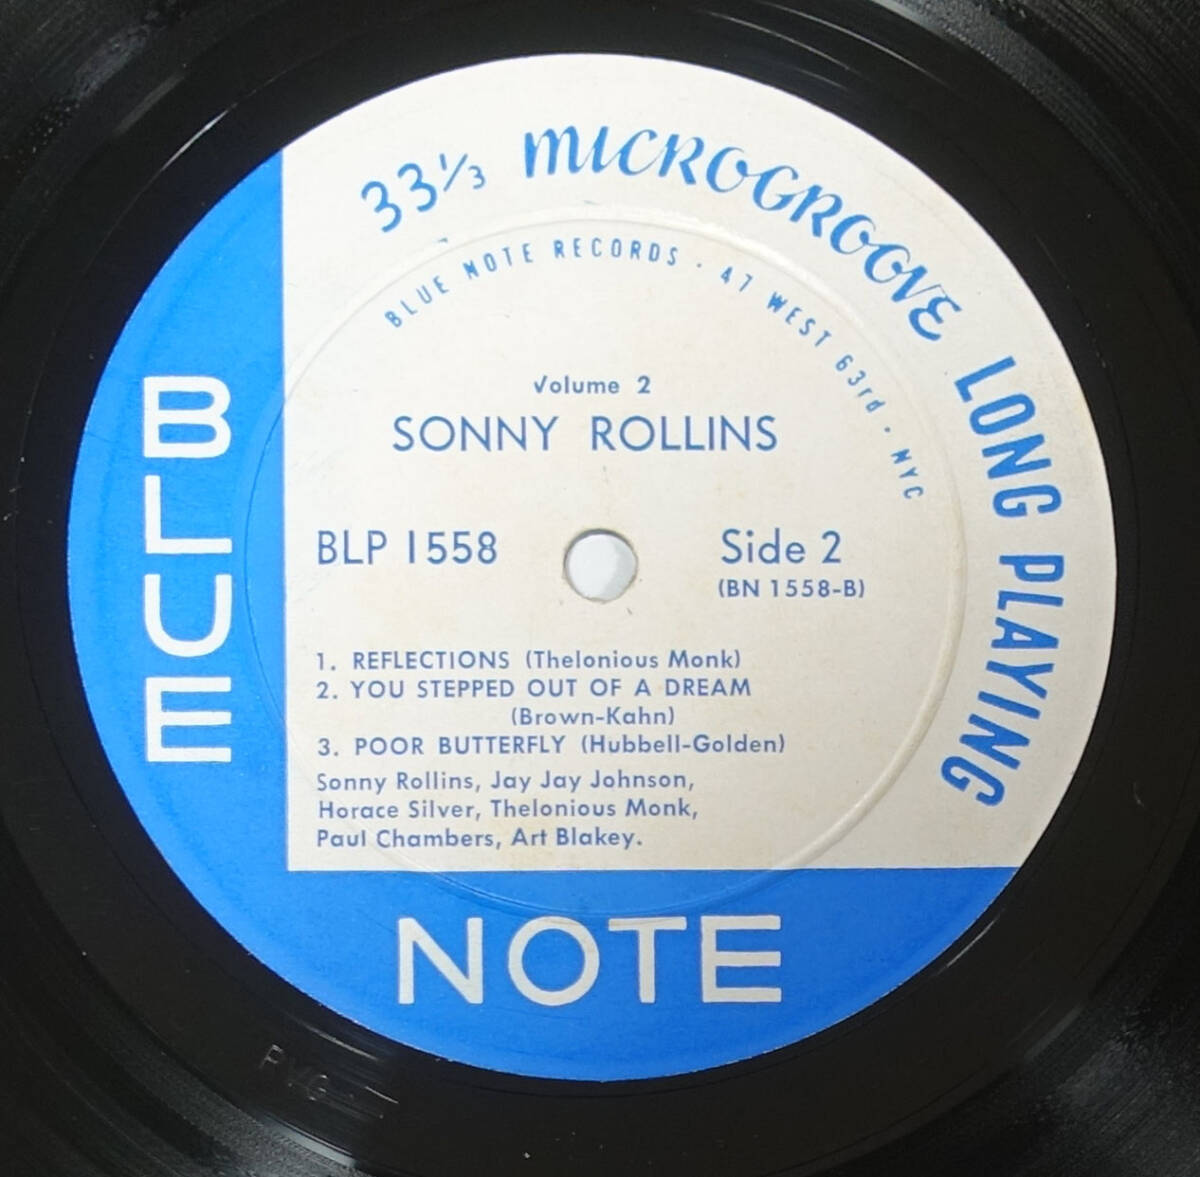 33⅓ MICROGROOVE LONG PLAYING
BLUE NOTE RECORDS · 47 WEST 63rd · NYC
Volume 2
SONNY ROLLINS
BLP 1558
Side 2
(BN 1558-B)
1. REFLECTIONS (Thelonious Monk)
2. YOU STEPPED OUT OF A DREAM
(Brown-Kahn)
3. POOR BUTTERFLY (Hubbell-Golden)
Sonny Rollins, Jay Jay Johnson,
Horace Silver, Thelonious Monk,
Paul Chambers, Art Blakey.
BLUE
NOTE